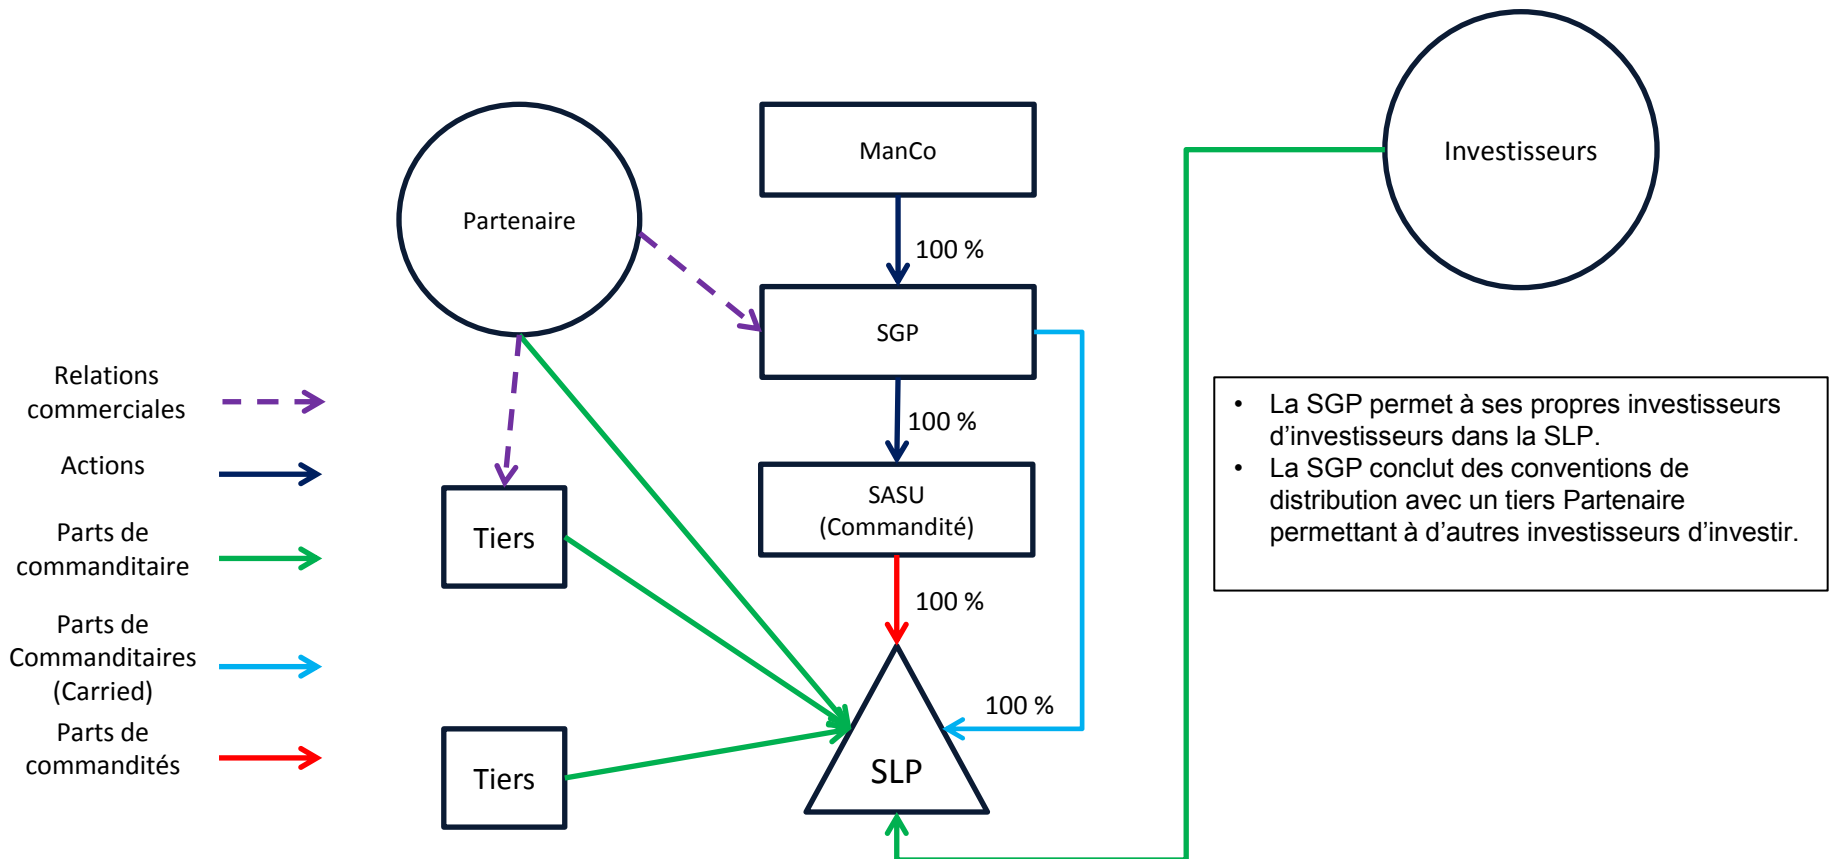 ManCo
Investisseurs
Partenaire
100 %
SGP
Relations
commerciales
100 %
• La SGP permet à ses propres investisseurs
d’investisseurs dans la SLP.
• La SGP conclut des conventions de
distribution avec un tiers Partenaire
permettant à d’autres investisseurs d’investir.
Actions
SASU
(Commandité)
Tiers
Parts de
commanditaire
100 %
Parts de
Commanditaires
(Carried)
100 %
Parts de
commandités
Tiers
SLP